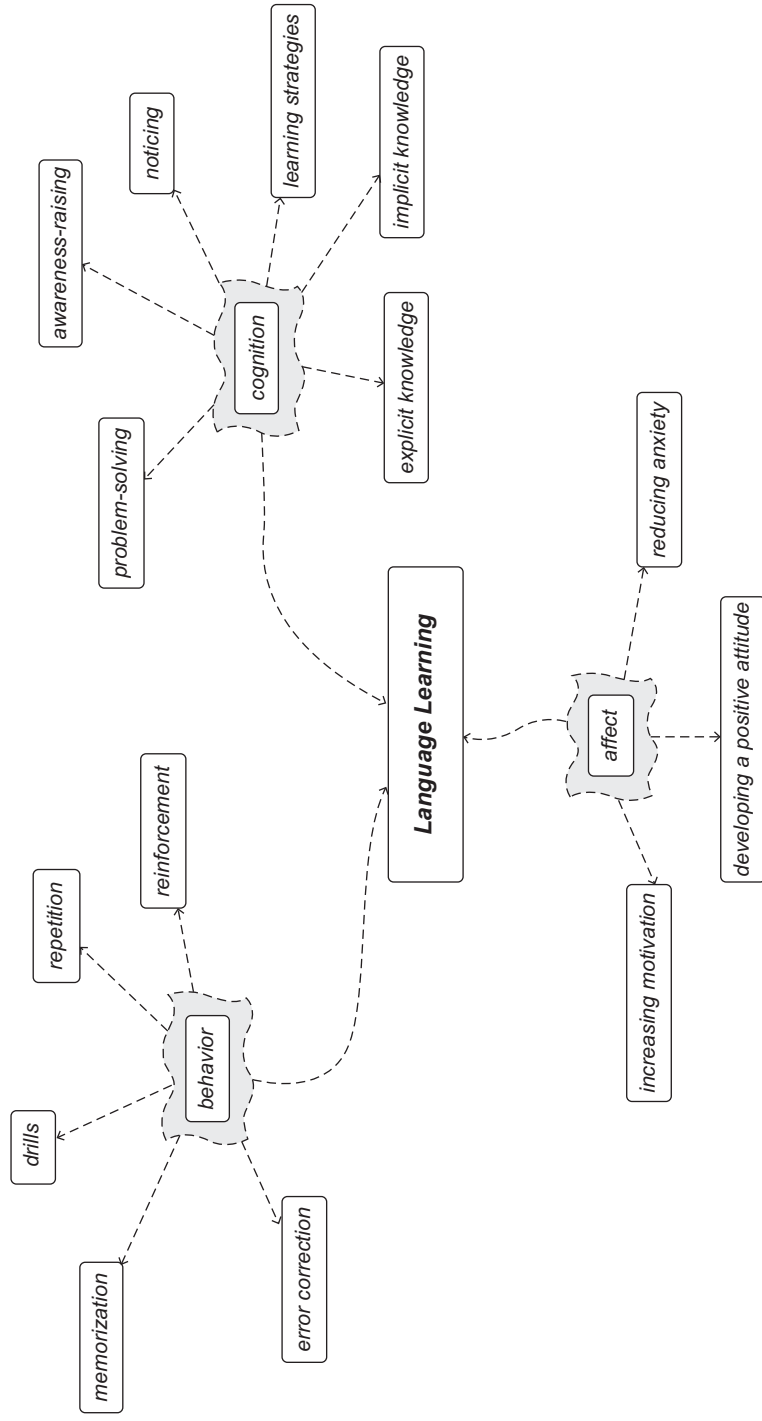 drills
repetition
memorization
reinforcement
behavior
error correction
awareness-raising
noticing
problem-solving
learning strategies
cognition
implicit knowledge
explicit knowledge
Language Learning
affect
increasing motivation
reducing anxiety
developing a positive attitude